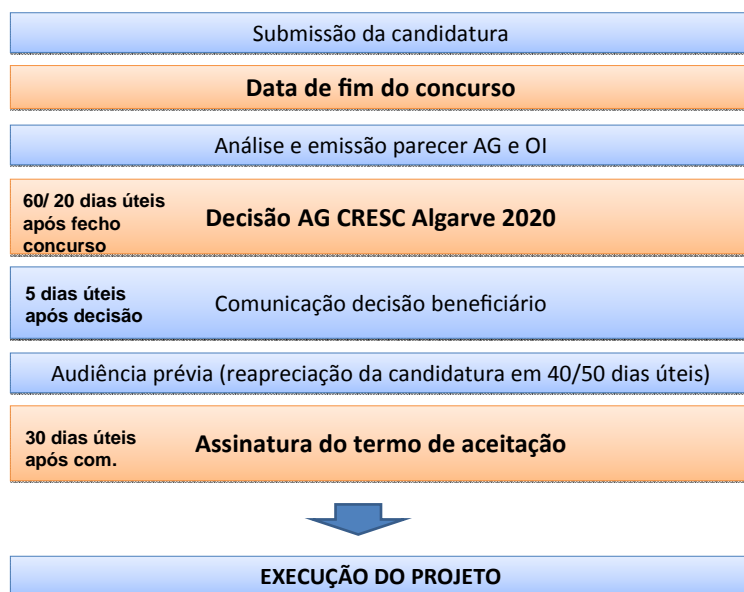 Submissão da candidatura
Data de fim do concurso
Análise e emissão parecer AG e OI
60/ 20 dias úteis
após fecho
concurso
Decisão AG CRESC Algarve 2020
5 dias úteis
após decisão
Comunicação decisão beneficiário
Audiência prévia (reapreciação da candidatura em 40/50 dias úteis)
30 dias úteis
após com.
Assinatura do termo de aceitação
EXECUÇÃO DO PROJETO